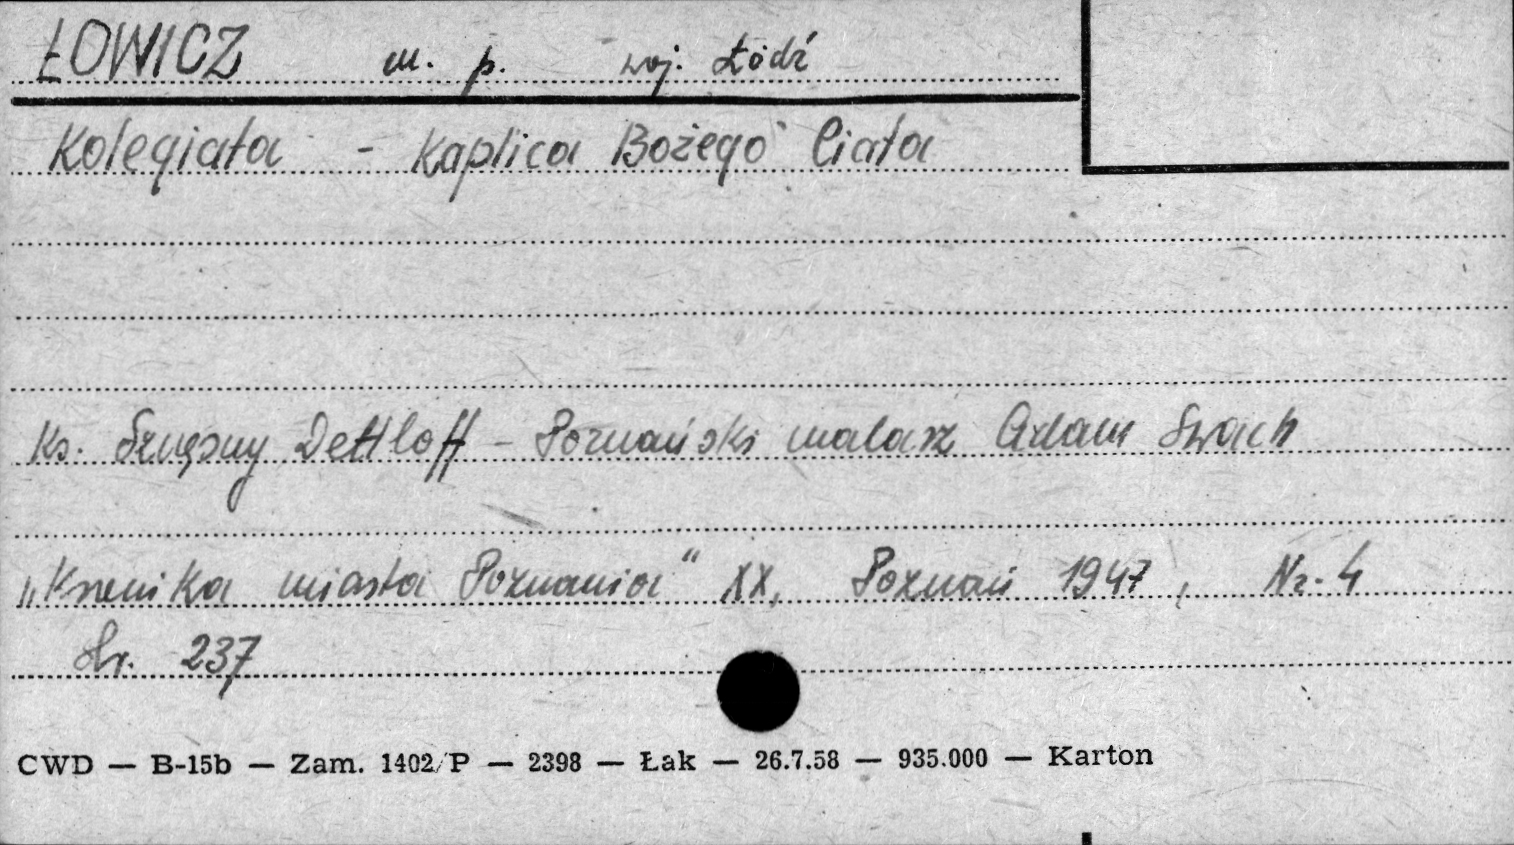 ŁOWICZ m. p. woj. Łódź
Kolegiata - Kaplica Bożego Ciała
Ks. Szczęsny Dettloff - Poznański malarz Adam Swach
„Kronika miasta Poznania" XX, Poznań 1947, Nr. 4
str. 237
CWD — B-15b — Zam. 1402/P — 2398 — Łak — 26.7.58 — 935.000 — Karton